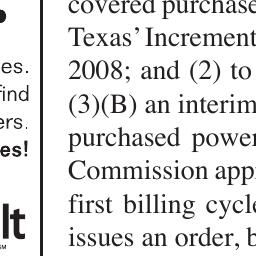 es.
find
ers.
es!
lt
SM
covered purchase
Texas' Increment
2008; and (2) to
(3)(B) an interim
purchased power
Commission appr
first billing cycle
issues an order, b